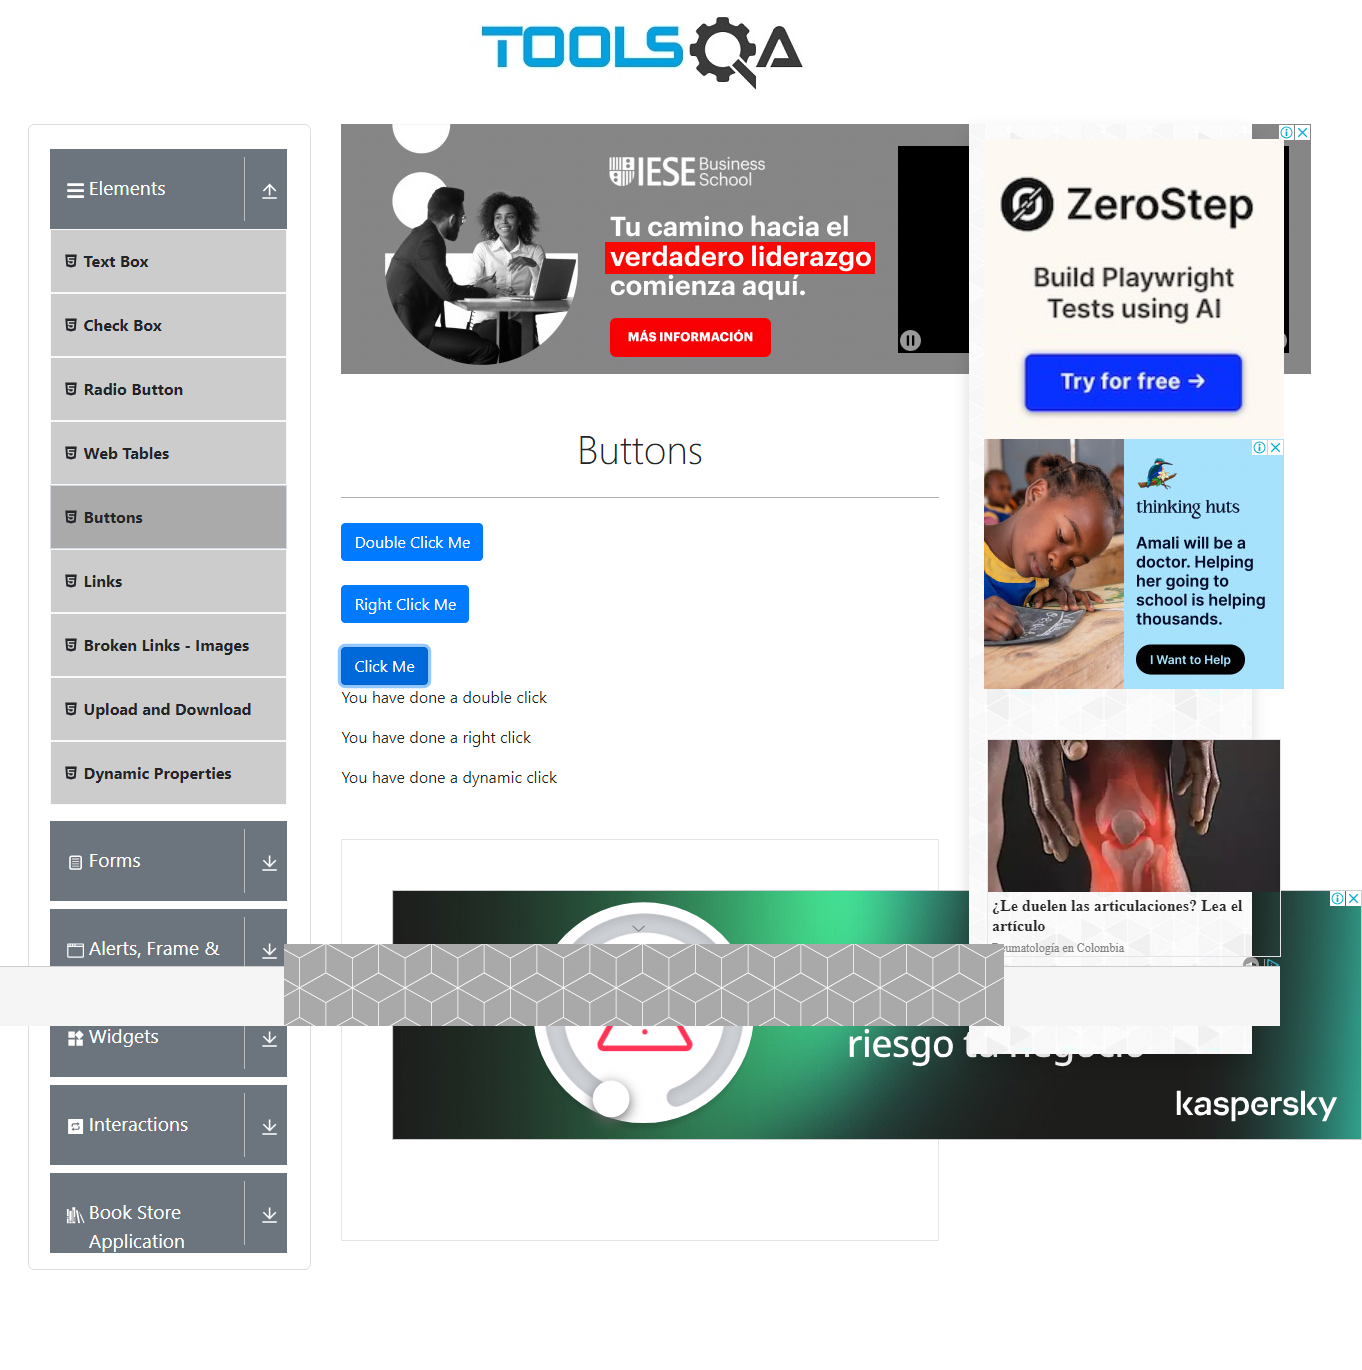 TOOLSQA
Elements
Text Box
Check Box
Radio Button
Web Tables
Buttons
Links
Broken Links - Images
Upload and Download
Dynamic Properties
Forms
Alerts, Frame &
Widgets
Interactions
Book Store
Application
IESE Business
School
Tu camino hacia el
verdadero liderazgo
comienza aquí.
MÁS INFORMACIÓN
Buttons
Double Click Me
Right Click Me
Click Me
You have done a double click
You have done a right click
You have done a dynamic click
ZeroStep
Build Playwright
Tests using AI
Try for free →
thinking huts
Amali will be a
doctor. Helping
her going to
school is helping
thousands.
I Want to Help
¿Le duelen las articulaciones? Lea el
artículo
Reumatología en Colombia
riesgo tu negocio
kaspersky